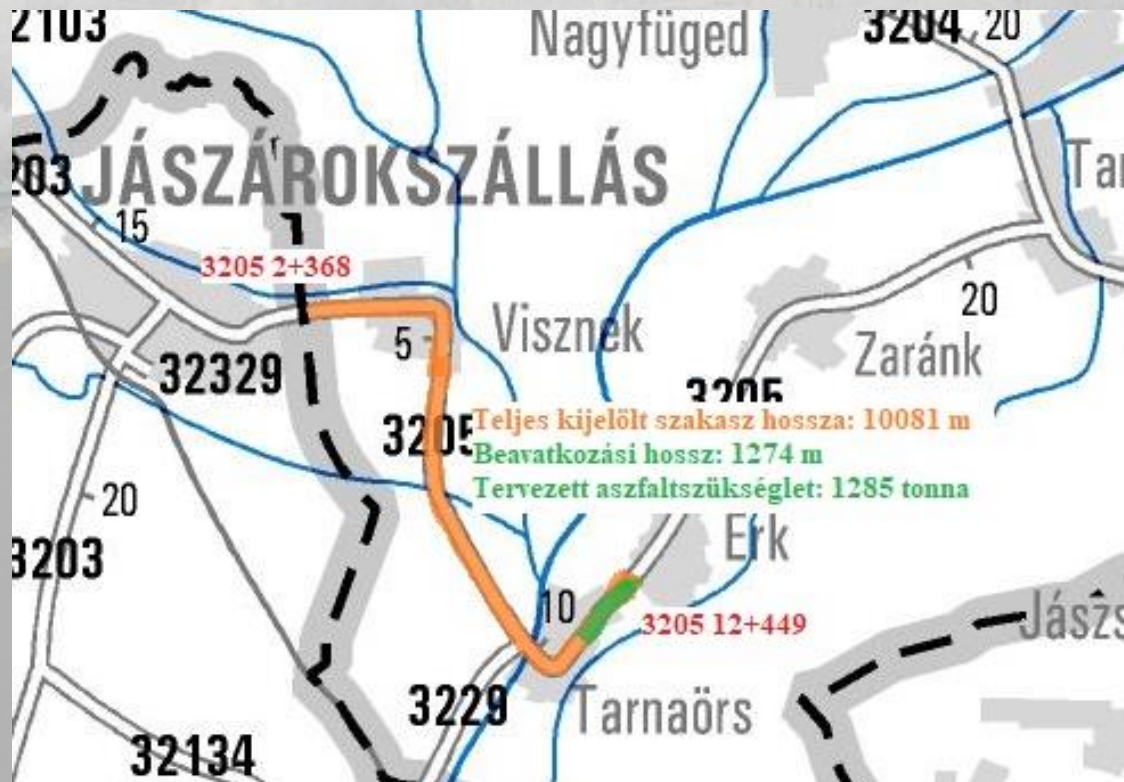 2103
Nagyfüged
3204
20
203
JÁSZÁROKSZÁLLÁS
15
3205 2+368
Visznek
5
20
Zaránk
32329
3205
3205
Teljes kijelölt szakasz hossza: 10081 m
Beavatkozási hossz: 1274 m
Tervezett aszfaltszükséglet: 1285 tonna
20
Erk
3203
10
3205 12+449
3229
Tarnaörs
32134